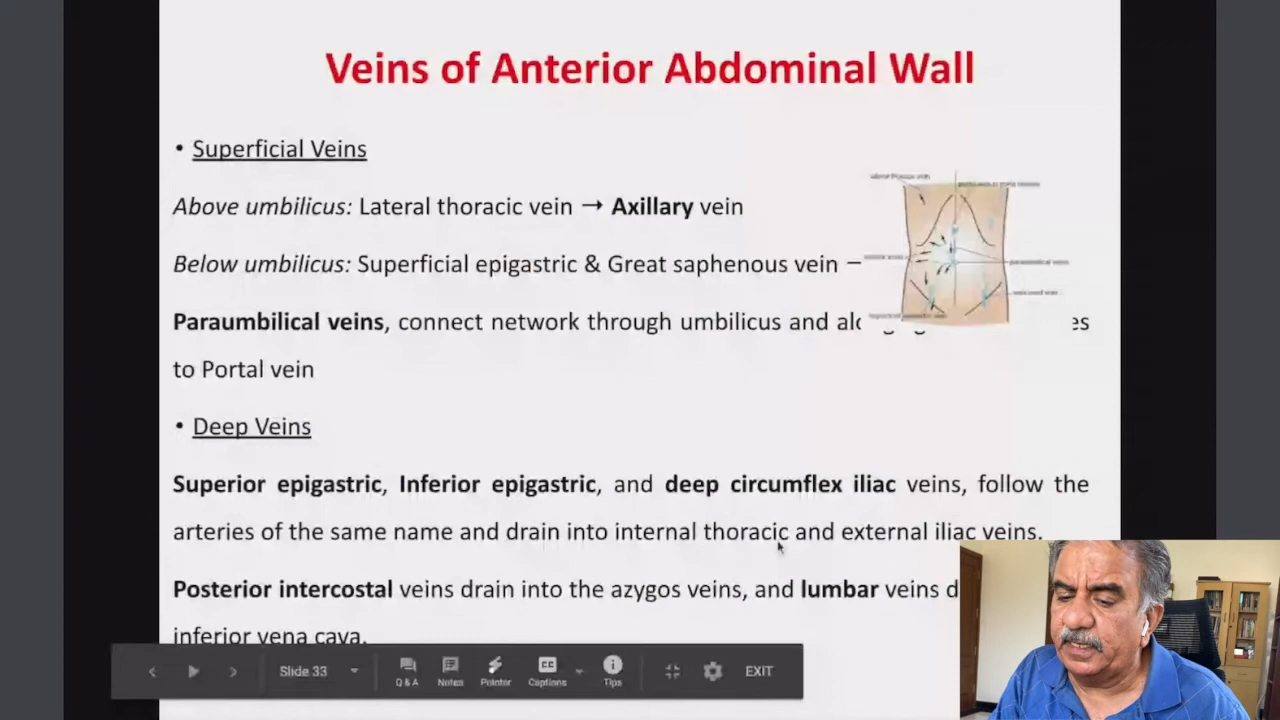 Veins of Anterior Abdominal Wall
• Superficial Veins
Above umbilicus: Lateral thoracic vein → Axillary vein
Below umbilicus: Superficial epigastric & Great saphenous vein
Paraumbilical veins, connect network through umbilicus and es
to Portal vein
• Deep Veins
Superior epigastric, Inferior epigastric, and deep circumflex iliac veins, follow the
arteries of the same name and drain into internal thoracic and external iliac veins.
Posterior intercostal veins drain into the azygos veins, and lumbar veins d
inferior vena cava.
Slide 33
Q & A Notes Pointer Captions Tips EXIT